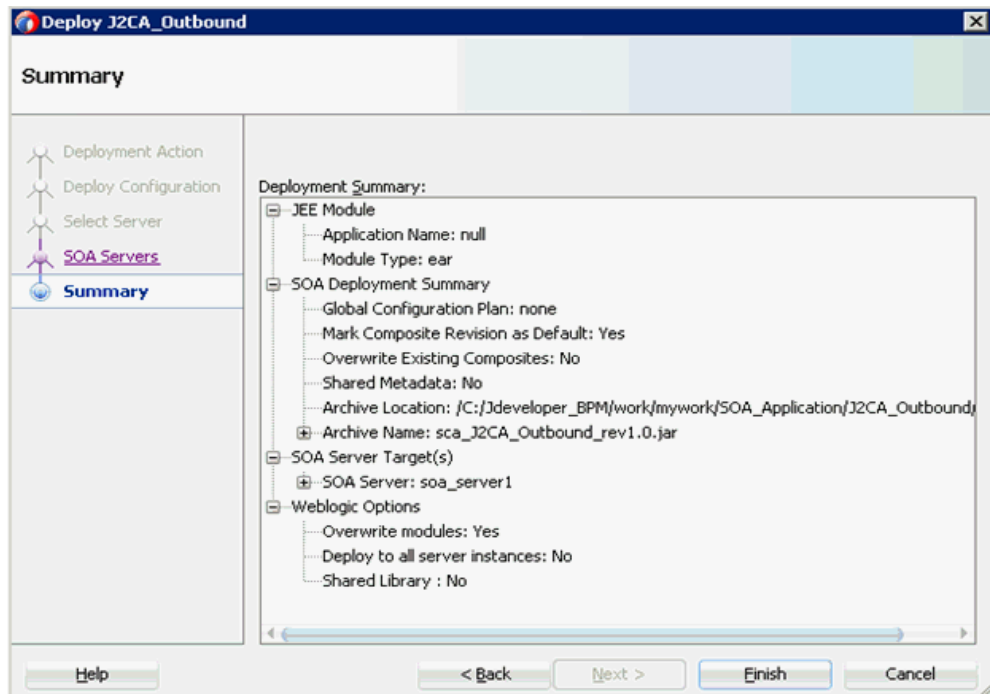 Deploy J2CA_Outbound
Summary
Deployment Action
Deploy Configuration
Select Server
SOA Servers
Summary
Deployment Summary:
JEE Module
Application Name: null
Module Type: ear
SOA Deployment Summary
Global Configuration Plan: none
Mark Composite Revision as Default: Yes
Overwrite Existing Composites: No
Shared Metadata: No
Archive Location: /C:/Jdeveloper_BPM/work/mywork/SOA_Application/J2CA_Outbound/
Archive Name: sca_J2CA_Outbound_rev1.0.jar
SOA Server Target(s)
SOA Server: soa_server1
Weblogic Options
Overwrite modules: Yes
Deploy to all server instances: No
Shared Library : No
Help
< Back
Next >
Finish
Cancel